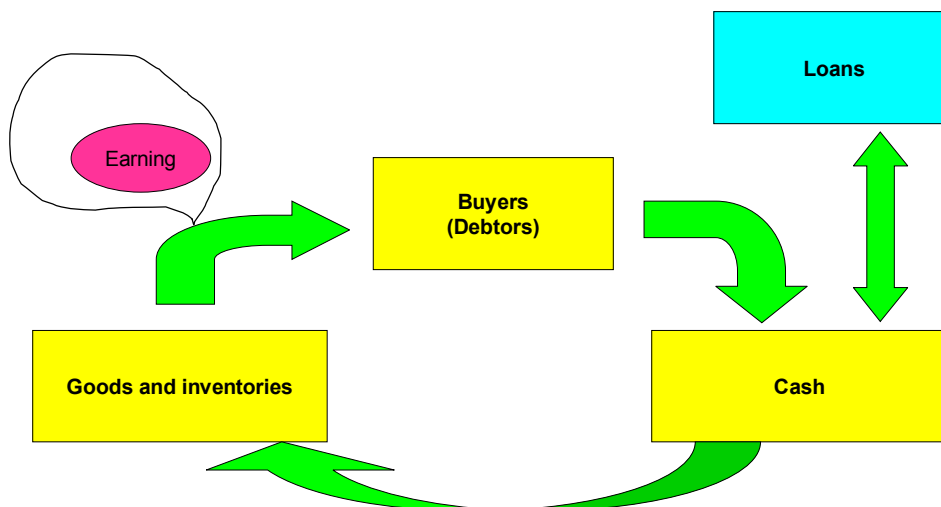 Loans
Earning
Buyers
(Debtors)
Goods and inventories
Cash